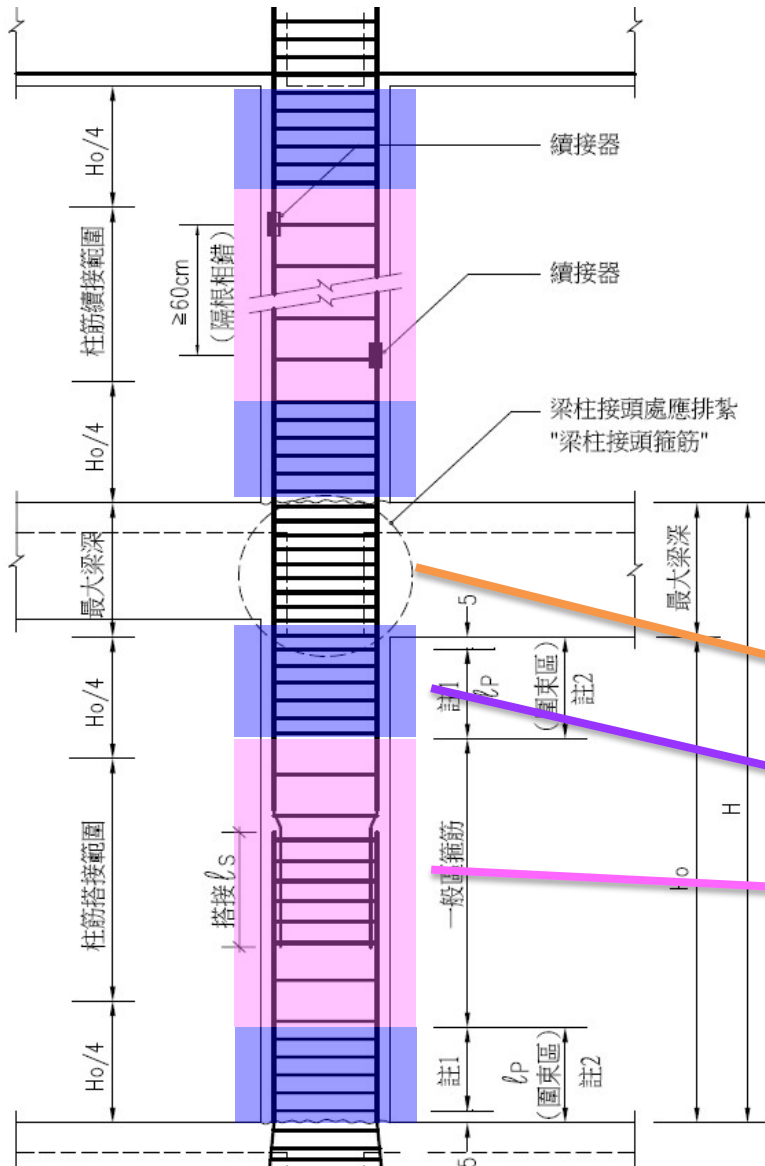 Ho/4
續接器
柱筋續接範圍
≥60cm
(隔根相錯)
續接器
Ho/4
梁柱接頭處應排紮
"梁柱接頭箍筋"
最大梁深
最大梁深
5
Ho/4
註1
ℓP
(圍束區)
註2
柱筋搭接範圍
搭接ℓS
一般區箍筋
Ho
H
Ho/4
註1
ℓP
(圍束區)
註2
5